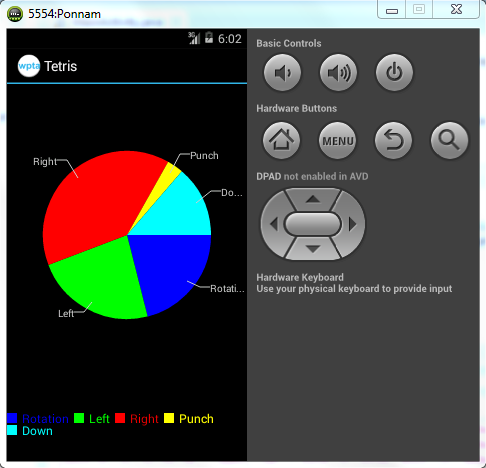 5554:Ponnam
3G 6:02
wpta Tetris
Right
Punch
Do...
Rotati...
Left
Rotation Left Right Punch
Down
Basic Controls
Hardware Buttons
MENU
DPAD not enabled in AVD
Hardware Keyboard
Use your physical keyboard to provide input